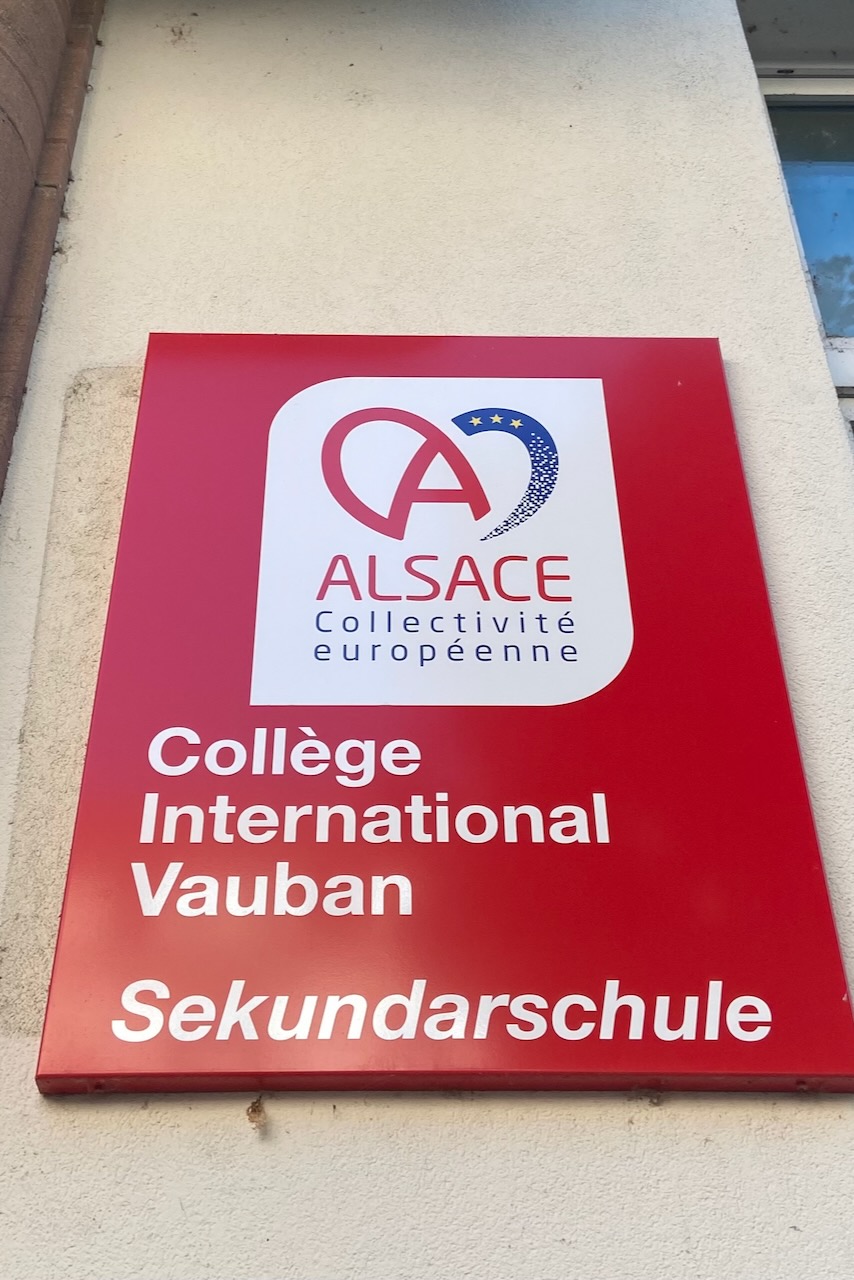 ALSACE
Collectivité
européenne
Collège
International
Vauban
Sekundarschule